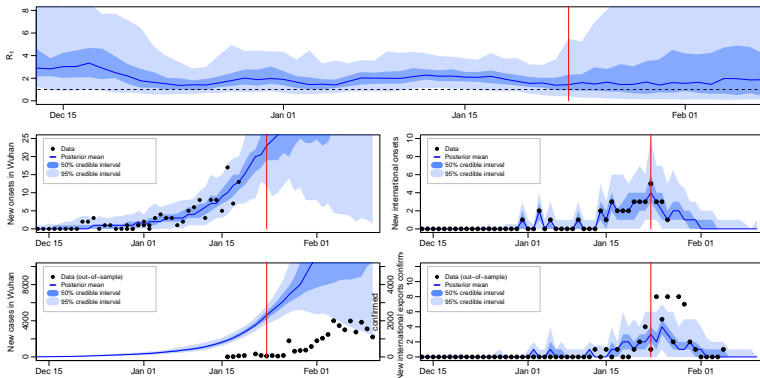 R_t
8
6
4
2
0
Dec 15
Jan 01
Jan 15
Feb 01
New onsets in Wuhan
25
20
15
10
5
0
Data
Posterior mean
50% credible interval
95% credible interval
Dec 15
Jan 01
Jan 15
Feb 01
New international onsets
12
10
8
6
4
2
0
Data
Posterior mean
50% credible interval
95% credible interval
Dec 15
Jan 01
Jan 15
Feb 01
New cases in Wuhan
4000
2000
0
Data (out−of−sample)
Posterior mean
50% credible interval
95% credible interval
4000
2000
0
confirmed
Dec 15
Jan 01
Jan 15
Feb 01
New international exports confirm
12
10
8
6
4
2
0
Data (out−of−sample)
Posterior mean
50% credible interval
95% credible interval
Dec 15
Jan 01
Jan 15
Feb 01